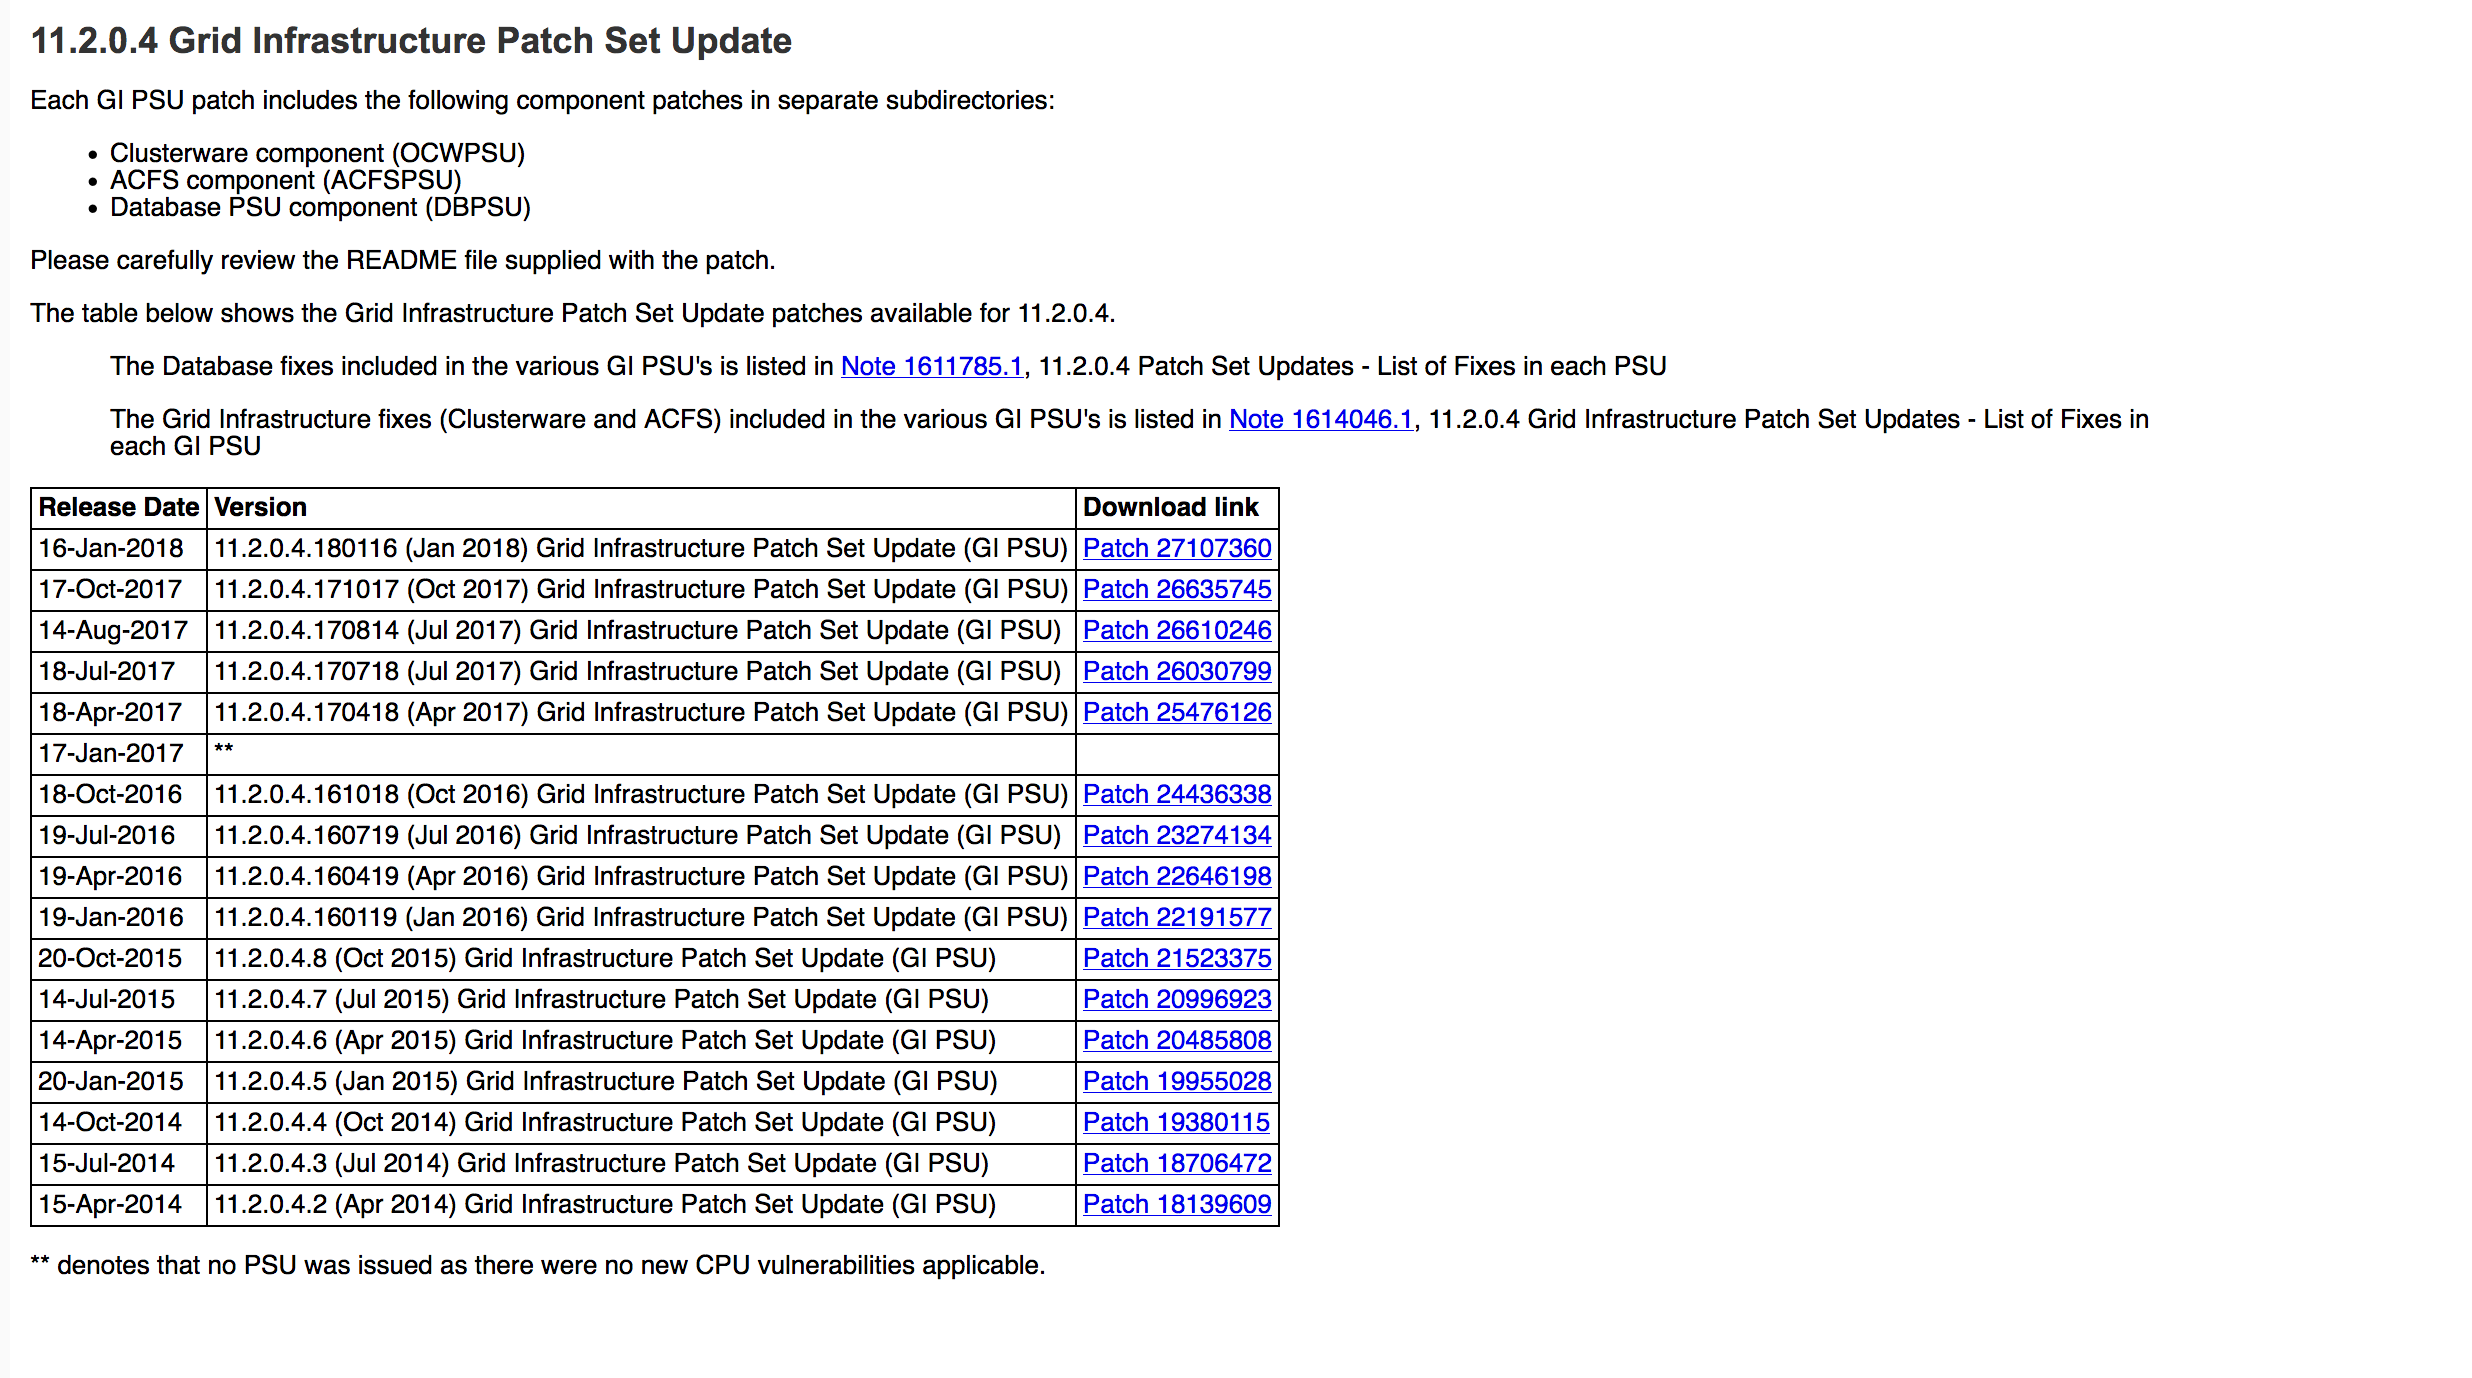 11.2.0.4 Grid Infrastructure Patch Set Update
Each GI PSU patch includes the following component patches in separate subdirectories:
• Clusterware component (OCWPSU)
• ACFS component (ACFSPSU)
• Database PSU component (DBPSU)
Please carefully review the README file supplied with the patch.
The table below shows the Grid Infrastructure Patch Set Update patches available for 11.2.0.4.
The Database fixes included in the various GI PSU's is listed in Note 1611785.1, 11.2.0.4 Patch Set Updates - List of Fixes in each PSU
The Grid Infrastructure fixes (Clusterware and ACFS) included in the various GI PSU's is listed in Note 1614046.1, 11.2.0.4 Grid Infrastructure Patch Set Updates - List of Fixes in
each GI PSU
Release Date Version Download link
16-Jan-2018 11.2.0.4.180116 (Jan 2018) Grid Infrastructure Patch Set Update (GI PSU) Patch 27107360
17-Oct-2017 11.2.0.4.171017 (Oct 2017) Grid Infrastructure Patch Set Update (GI PSU) Patch 26635745
14-Aug-2017 11.2.0.4.170814 (Jul 2017) Grid Infrastructure Patch Set Update (GI PSU) Patch 26610246
18-Jul-2017 11.2.0.4.170718 (Jul 2017) Grid Infrastructure Patch Set Update (GI PSU) Patch 26030799
18-Apr-2017 11.2.0.4.170418 (Apr 2017) Grid Infrastructure Patch Set Update (GI PSU) Patch 25476126
17-Jan-2017 **
18-Oct-2016 11.2.0.4.161018 (Oct 2016) Grid Infrastructure Patch Set Update (GI PSU) Patch 24436338
19-Jul-2016 11.2.0.4.160719 (Jul 2016) Grid Infrastructure Patch Set Update (GI PSU) Patch 23274134
19-Apr-2016 11.2.0.4.160419 (Apr 2016) Grid Infrastructure Patch Set Update (GI PSU) Patch 22646198
19-Jan-2016 11.2.0.4.160119 (Jan 2016) Grid Infrastructure Patch Set Update (GI PSU) Patch 22191577
20-Oct-2015 11.2.0.4.8 (Oct 2015) Grid Infrastructure Patch Set Update (GI PSU) Patch 21523375
14-Jul-2015 11.2.0.4.7 (Jul 2015) Grid Infrastructure Patch Set Update (GI PSU) Patch 20996923
14-Apr-2015 11.2.0.4.6 (Apr 2015) Grid Infrastructure Patch Set Update (GI PSU) Patch 20485808
20-Jan-2015 11.2.0.4.5 (Jan 2015) Grid Infrastructure Patch Set Update (GI PSU) Patch 19955028
14-Oct-2014 11.2.0.4.4 (Oct 2014) Grid Infrastructure Patch Set Update (GI PSU) Patch 19380115
15-Jul-2014 11.2.0.4.3 (Jul 2014) Grid Infrastructure Patch Set Update (GI PSU) Patch 18706472
15-Apr-2014 11.2.0.4.2 (Apr 2014) Grid Infrastructure Patch Set Update (GI PSU) Patch 18139609
** denotes that no PSU was issued as there were no new CPU vulnerabilities applicable.